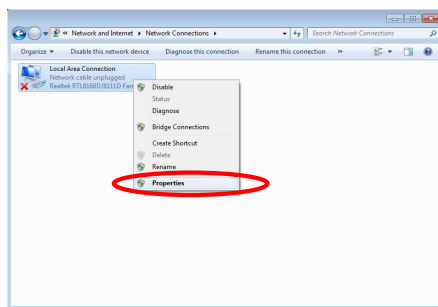 « Network and Internet ▸ Network Connections ▸
Search Network Connections
Organize ▾ Disable this network device Diagnose this connection Rename this connection »
Local Area Connection
Network cable unplugged
Realtek RTL8168D/8111D Fam
Disable
Status
Diagnose
Bridge Connections
Create Shortcut
Delete
Rename
Properties